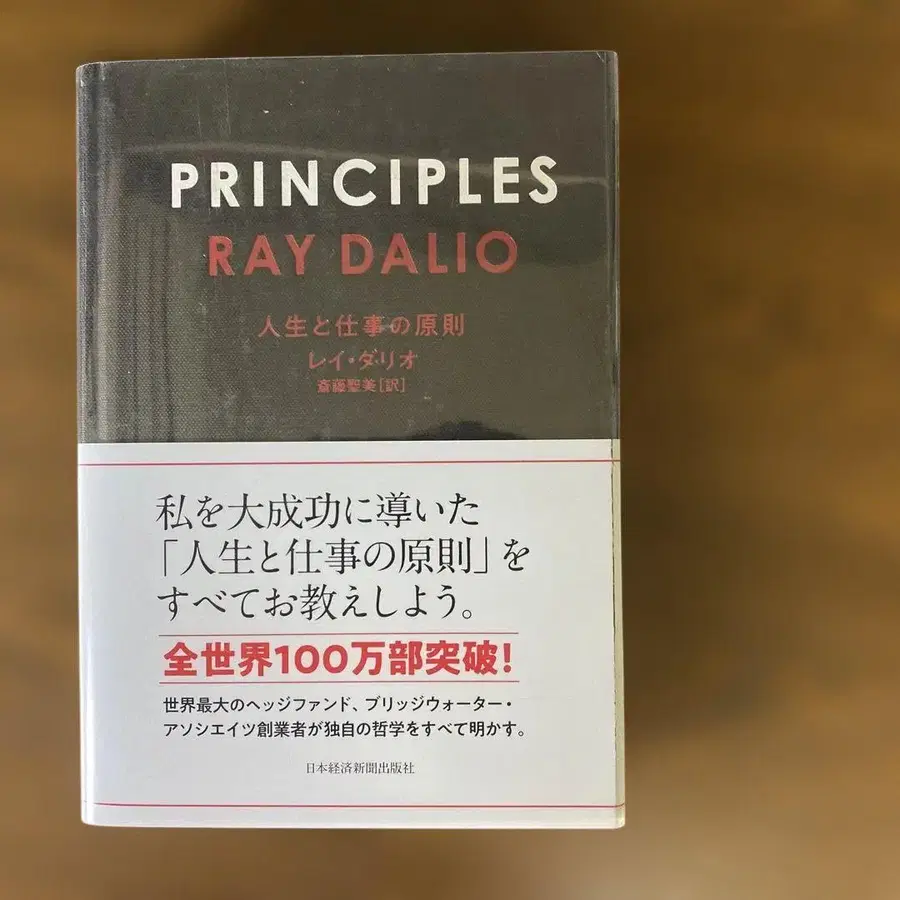 PRINCIPLES
RAY DALIO
人生と仕事の原則
レイ・ダリオ
斎藤聖美[訳]
私を大成功に導いた
「人生と仕事の原則」を
すべてお教えしよう。
全世界100万部突破!
世界最大のヘッジファンド、ブリッジウォーター・
アソシエイツ創業者が独自の哲学をすべて明かす。
日本経済新聞出版社